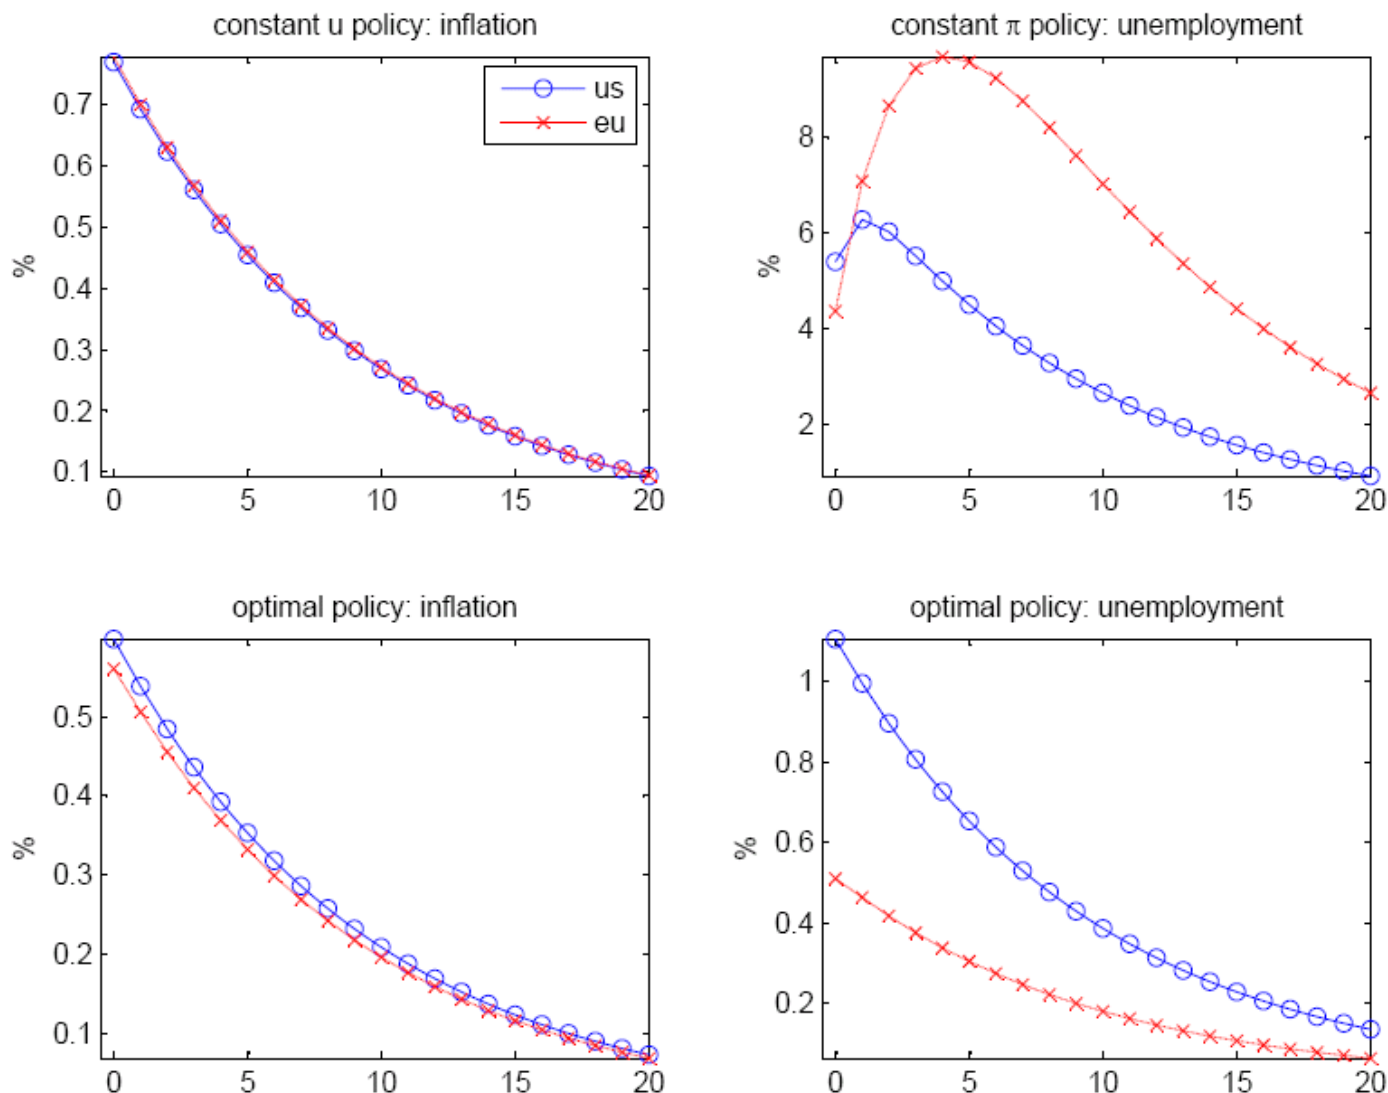 constant u policy: inflation
%
0.7
0.6
0.5
0.4
0.3
0.2
0.1
0 5 10 15 20
us
eu
constant π policy: unemployment
%
8
6
4
2
0 5 10 15 20
optimal policy: inflation
%
0.5
0.4
0.3
0.2
0.1
0 5 10 15 20
optimal policy: unemployment
%
1
0.8
0.6
0.4
0.2
0 5 10 15 20